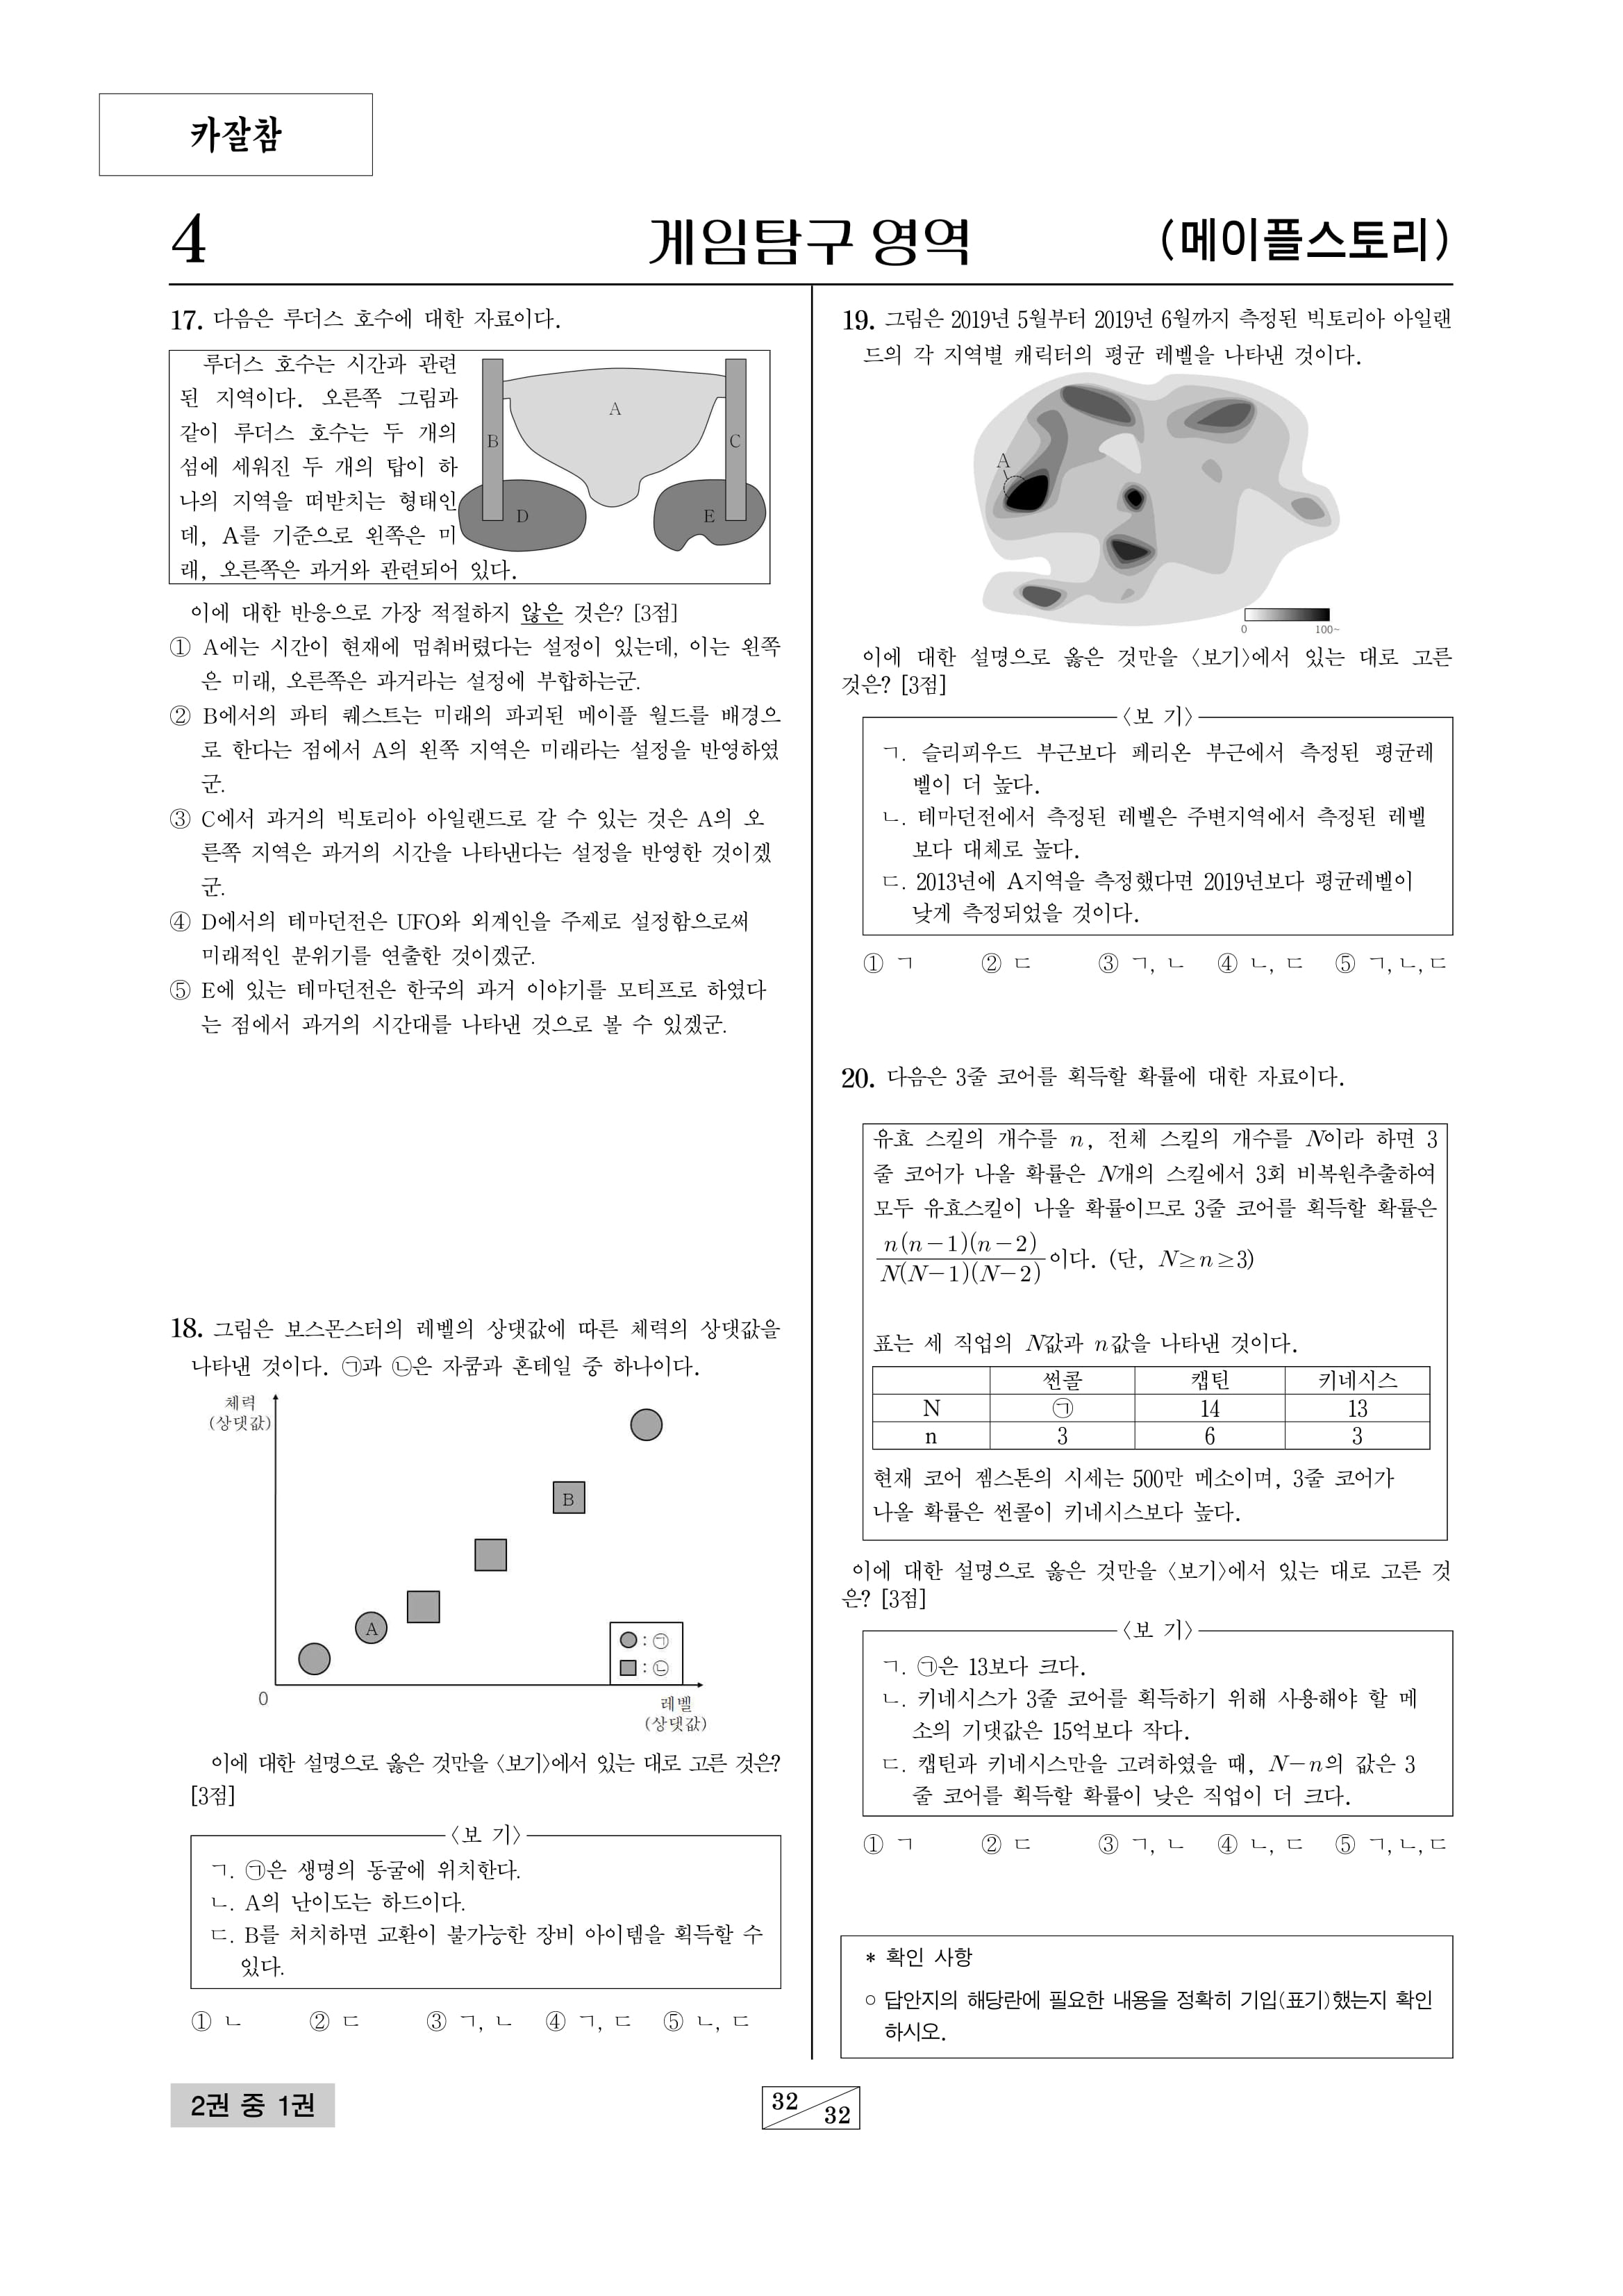 카잘참
4
게임탐구 영역
(메이플스토리)
17. 다음은 루더스 호수에 대한 자료이다.
루더스 호수는 시간과 관련
된 지역이다. 오른쪽 그림과
같이 루더스 호수는 두 개의
섬에 세워진 두 개의 탑이 하
나의 지역을 떠받치는 형태인
데, A를 기준으로 왼쪽은 미
래, 오른쪽은 과거와 관련되어 있다.
A
B
C
D
E
이에 대한 반응으로 가장 적절하지 않은 것은? [3점]
① A에는 시간이 현재에 멈춰버렸다는 설정이 있는데, 이는 왼쪽
은 미래, 오른쪽은 과거라는 설정에 부합하는군.
② B에서의 파티 퀘스트는 미래의 파괴된 메이플 월드를 배경으
로 한다는 점에서 A의 왼쪽 지역은 미래라는 설정을 반영하였
군.
③ C에서 과거의 빅토리아 아일랜드로 갈 수 있는 것은 A의 오
른쪽 지역은 과거의 시간을 나타낸다는 설정을 반영한 것이겠
군.
④ D에서의 테마던전은 UFO와 외계인을 주제로 설정함으로써
미래적인 분위기를 연출한 것이겠군.
⑤ E에 있는 테마던전은 한국의 과거 이야기를 모티프로 하였다
는 점에서 과거의 시간대를 나타낸 것으로 볼 수 있겠군.
18. 그림은 보스몬스터의 레벨의 상댓값에 따른 체력의 상댓값을
나타낸 것이다. ㉠과 ㉡은 자쿰과 혼테일 중 하나이다.
체력
(상댓값)
B
A
● : ㉠
■ : ㉡
0
레벨
(상댓값)
이에 대한 설명으로 옳은 것만을 〈보기〉에서 있는 대로 고른 것은?
[3점]
〈보 기〉
ㄱ. ㉠은 생명의 동굴에 위치한다.
ㄴ. A의 난이도는 하드이다.
ㄷ. B를 처치하면 교환이 불가능한 장비 아이템을 획득할 수
있다.
① ㄴ ② ㄷ ③ ㄱ, ㄴ ④ ㄱ, ㄷ ⑤ ㄴ, ㄷ
19. 그림은 2019년 5월부터 2019년 6월까지 측정된 빅토리아 아일랜
드의 각 지역별 캐릭터의 평균 레벨을 나타낸 것이다.
A
0 100~
이에 대한 설명으로 옳은 것만을 〈보기〉에서 있는 대로 고른
것은? [3점]
〈보 기〉
ㄱ. 슬리피우드 부근보다 페리온 부근에서 측정된 평균레
벨이 더 높다.
ㄴ. 테마던전에서 측정된 레벨은 주변지역에서 측정된 레벨
보다 대체로 높다.
ㄷ. 2013년에 A지역을 측정했다면 2019년보다 평균레벨이
낮게 측정되었을 것이다.
① ㄱ ② ㄷ ③ ㄱ, ㄴ ④ ㄴ, ㄷ ⑤ ㄱ, ㄴ, ㄷ
20. 다음은 3줄 코어를 획득할 확률에 대한 자료이다.
유효 스킬의 개수를 n, 전체 스킬의 개수를 N이라 하면 3
줄 코어가 나올 확률은 N개의 스킬에서 3회 비복원추출하여
모두 유효스킬이 나올 확률이므로 3줄 코어를 획득할 확률은
n(n-1)(n-2)
N(N-1)(N-2) 이다. (단, N≥n≥3)
표는 세 직업의 N값과 n값을 나타낸 것이다.
썬콜 캡틴 키네시스
N ㉠ 14 13
n 3 6 3
현재 코어 젬스톤의 시세는 500만 메소이며, 3줄 코어가
나올 확률은 썬콜이 키네시스보다 높다.
이에 대한 설명으로 옳은 것만을 〈보기〉에서 있는 대로 고른 것
은? [3점]
〈보 기〉
ㄱ. ㉠은 13보다 크다.
ㄴ. 키네시스가 3줄 코어를 획득하기 위해 사용해야 할 메
소의 기댓값은 15억보다 작다.
ㄷ. 캡틴과 키네시스만을 고려하였을 때, N-n의 값은 3
줄 코어를 획득할 확률이 낮은 직업이 더 크다.
① ㄱ ② ㄷ ③ ㄱ, ㄴ ④ ㄴ, ㄷ ⑤ ㄱ, ㄴ, ㄷ
* 확인 사항
○ 답안지의 해당란에 필요한 내용을 정확히 기입(표기)했는지 확인
하시오.
2권 중 1권
32
32